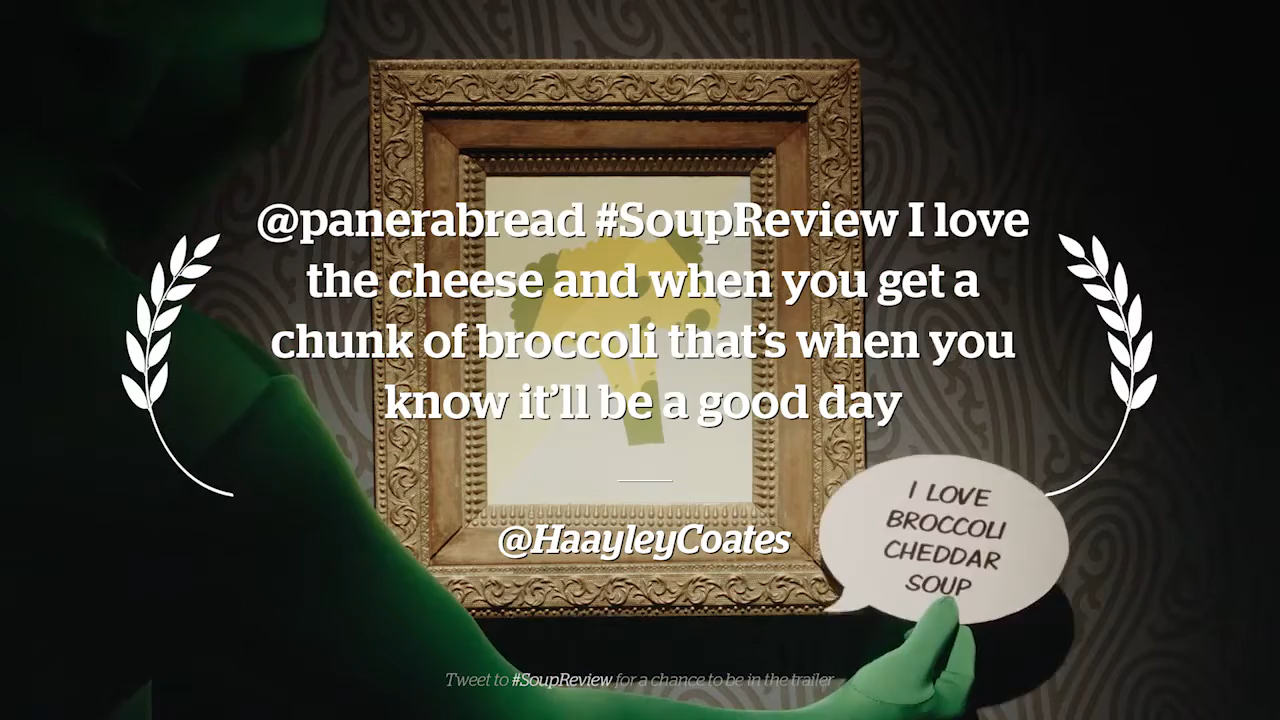 @panerabread #SoupReview I love
the cheese and when you get a
chunk of broccoli that’s when you
know it’ll be a good day
@HaayleyCoates
I LOVE
BROCCOLI
CHEDDAR
SOUP
Tweet to #SoupReview for a chance to be in the trailer